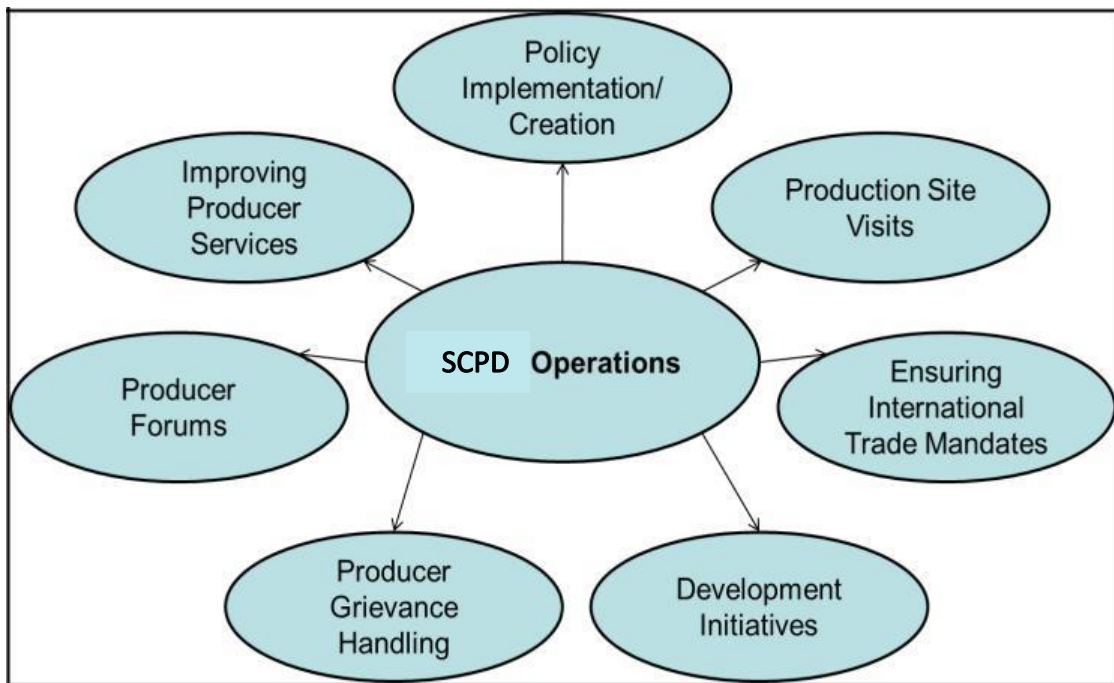 Policy
Implementation/
Creation
Improving
Producer
Services
Production Site
Visits
SCPD Operations
Producer
Forums
Ensuring
International
Trade Mandates
Producer
Grievance
Handling
Development
Initiatives